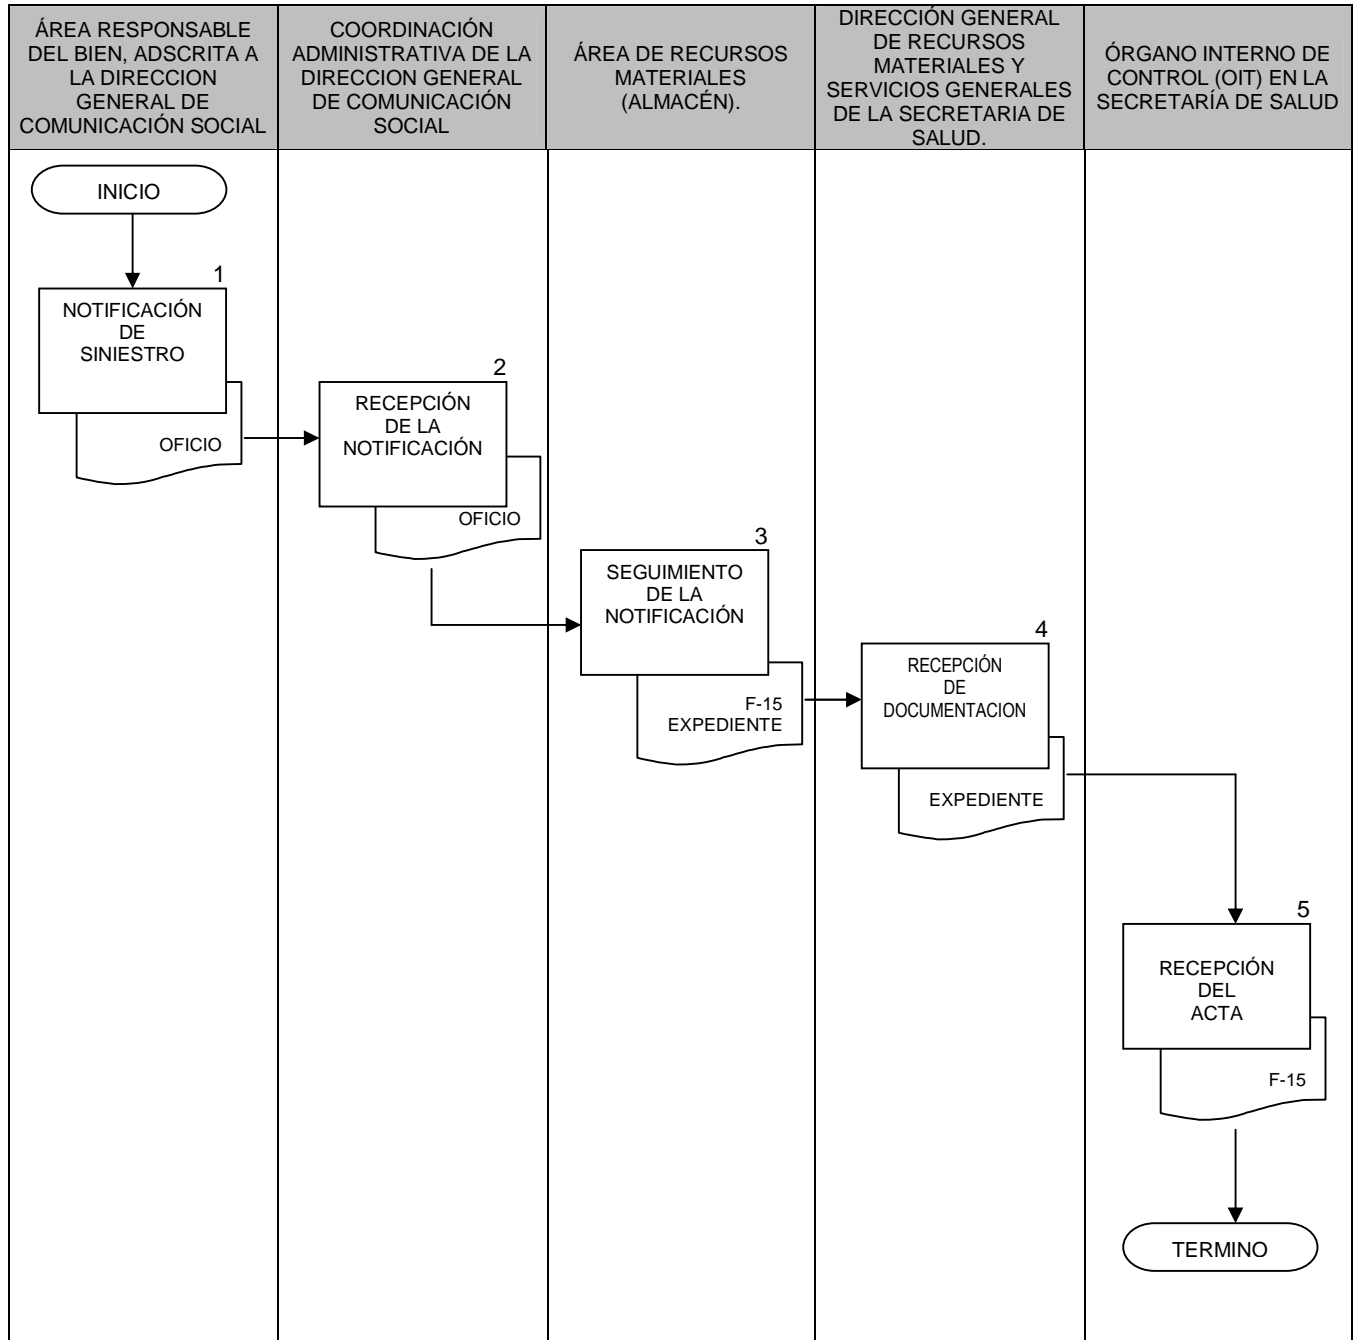 ÁREA RESPONSABLE
DEL BIEN, ADSCRITA A
LA DIRECCION
GENERAL DE
COMUNICACIÓN SOCIAL
COORDINACIÓN
ADMINISTRATIVA DE LA
DIRECCION GENERAL
DE COMUNICACIÓN
SOCIAL
ÁREA DE RECURSOS
MATERIALES
(ALMACÉN).
DIRECCIÓN GENERAL
DE RECURSOS
MATERIALES Y
SERVICIOS GENERALES
DE LA SECRETARIA DE
SALUD.
ÓRGANO INTERNO DE
CONTROL (OIT) EN LA
SECRETARÍA DE SALUD
INICIO
1
NOTIFICACIÓN
DE
SINIESTRO
OFICIO
2
RECEPCIÓN
DE LA
NOTIFICACIÓN
OFICIO
3
SEGUIMIENTO
DE LA
NOTIFICACIÓN
F-15
EXPEDIENTE
4
RECEPCIÓN
DE
DOCUMENTACION
EXPEDIENTE
5
RECEPCIÓN
DEL
ACTA
F-15
TERMINO